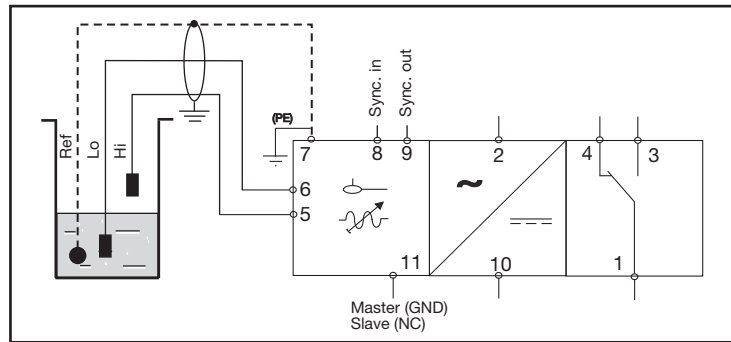 Ref
Lo
Hi
(PE)
Sync. in
Sync. out
7
8
9
2
4
3
6
5
11
10
1
Master (GND)
Slave (NC)